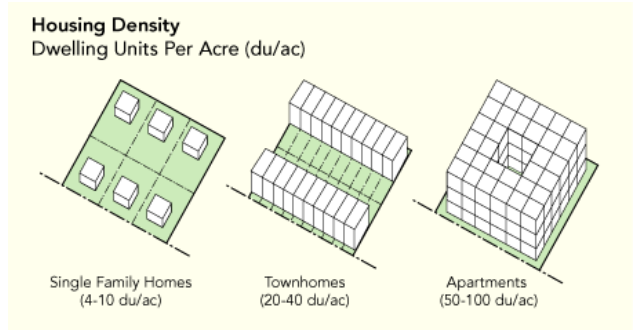 Housing Density
Dwelling Units Per Acre (du/ac)
Single Family Homes
(4-10 du/ac)
Townhomes
(20-40 du/ac)
Apartments
(50-100 du/ac)